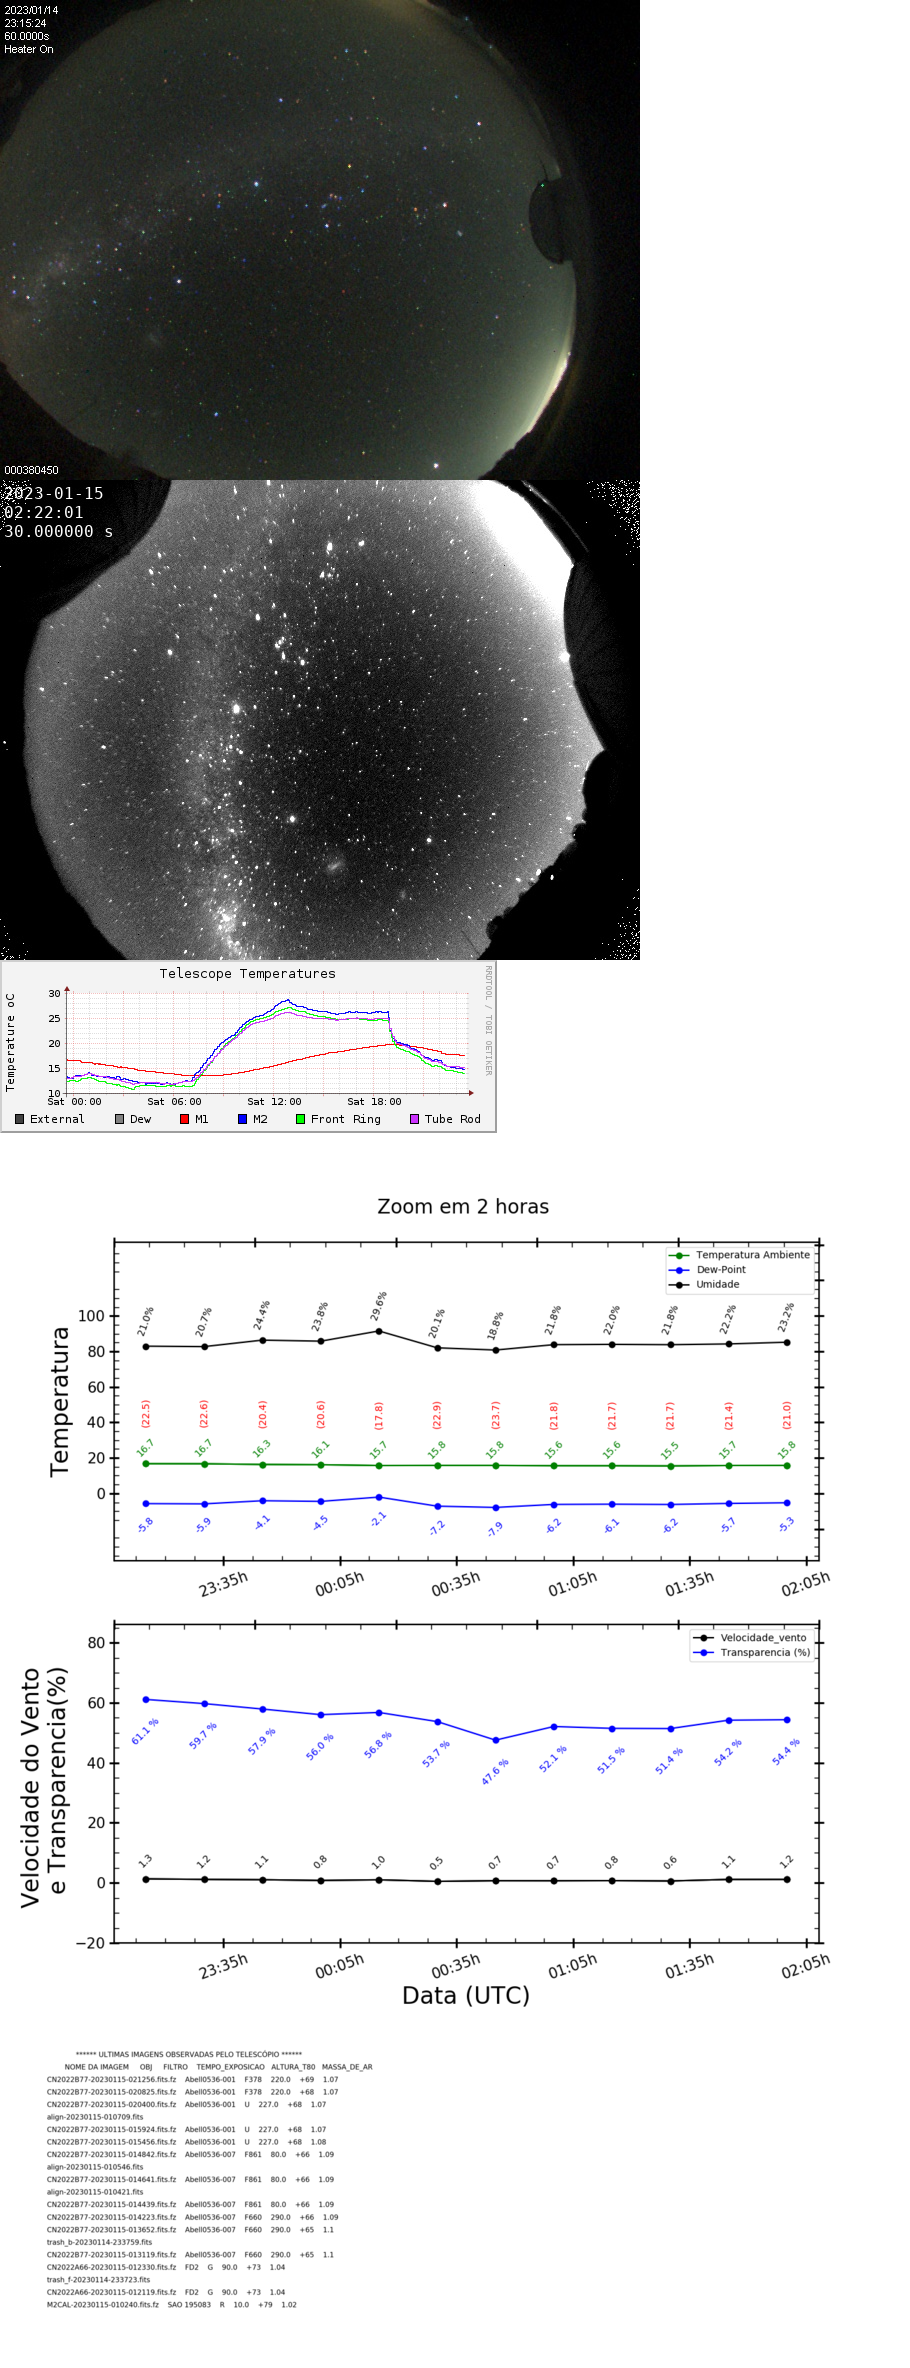 2023/01/14
23:15:24
60.0000s
Heater On
000380450
2023-01-15
02:22:01
30.000000 s
Telescope Temperatures
RRDTOOL / TOBI OETIKER
Temperature oC
30
25
20
15
10
Sat 00:00 Sat 06:00 Sat 12:00 Sat 18:00
External Dew M1 M2 Front Ring Tube Rod
Zoom em 2 horas
Temperatura Ambiente
Dew-Point
Umidade
Temperatura
100
80
60
40
20
0
21.0% 20.7% 24.4% 23.8% 29.6% 20.1% 18.8% 21.8% 22.0% 21.8% 22.2% 23.2%
(22.5) (22.6) (20.4) (20.6) (17.8) (22.9) (23.7) (21.8) (21.7) (21.7) (21.4) (21.0)
16.7 16.7 16.3 16.1 15.7 15.8 15.8 15.6 15.6 15.5 15.7 15.8
-5.8 -5.9 -4.1 -4.5 -2.1 -7.2 -7.9 -6.2 -6.1 -6.2 -5.7 -5.3
23:35h 00:05h 00:35h 01:05h 01:35h 02:05h
Velocidade_vento
Transparencia (%)
Velocidade do Vento
e Transparencia(%)
80
60
40
20
0
−20
61.1 % 59.7 % 57.9 % 56.0 % 56.8 % 53.7 % 47.6 % 52.1 % 51.5 % 51.4 % 54.2 % 54.4 %
1.3 1.2 1.1 0.8 1.0 0.5 0.7 0.7 0.8 0.6 1.1 1.2
23:35h 00:05h 00:35h 01:05h 01:35h 02:05h
Data (UTC)
****** ULTIMAS IMAGENS OBSERVADAS PELO TELESCÓPIO ******
NOME DA IMAGEM OBJ FILTRO TEMPO_EXPOSICAO ALTURA_T80 MASSA_DE_AR
CN2022B77-20230115-021256.fits.fz Abell0536-001 F378 220.0 +69 1.07
CN2022B77-20230115-020825.fits.fz Abell0536-001 F378 220.0 +68 1.07
CN2022B77-20230115-020400.fits.fz Abell0536-001 U 227.0 +68 1.07
align-20230115-010709.fits
CN2022B77-20230115-015924.fits.fz Abell0536-001 U 227.0 +68 1.07
CN2022B77-20230115-015456.fits.fz Abell0536-001 U 227.0 +68 1.08
CN2022B77-20230115-014842.fits.fz Abell0536-007 F861 80.0 +66 1.09
align-20230115-010546.fits
CN2022B77-20230115-014641.fits.fz Abell0536-007 F861 80.0 +66 1.09
align-20230115-010421.fits
CN2022B77-20230115-014439.fits.fz Abell0536-007 F861 80.0 +66 1.09
CN2022B77-20230115-014223.fits.fz Abell0536-007 F660 290.0 +66 1.09
CN2022B77-20230115-013652.fits.fz Abell0536-007 F660 290.0 +65 1.1
trash_b-20230114-233759.fits
CN2022B77-20230115-013119.fits.fz Abell0536-007 F660 290.0 +65 1.1
CN2022A66-20230115-012330.fits.fz FD2 G 90.0 +73 1.04
trash_f-20230114-233723.fits
CN2022A66-20230115-012119.fits.fz FD2 G 90.0 +73 1.04
M2CAL-20230115-010240.fits.fz SAO 195083 R 10.0 +79 1.02